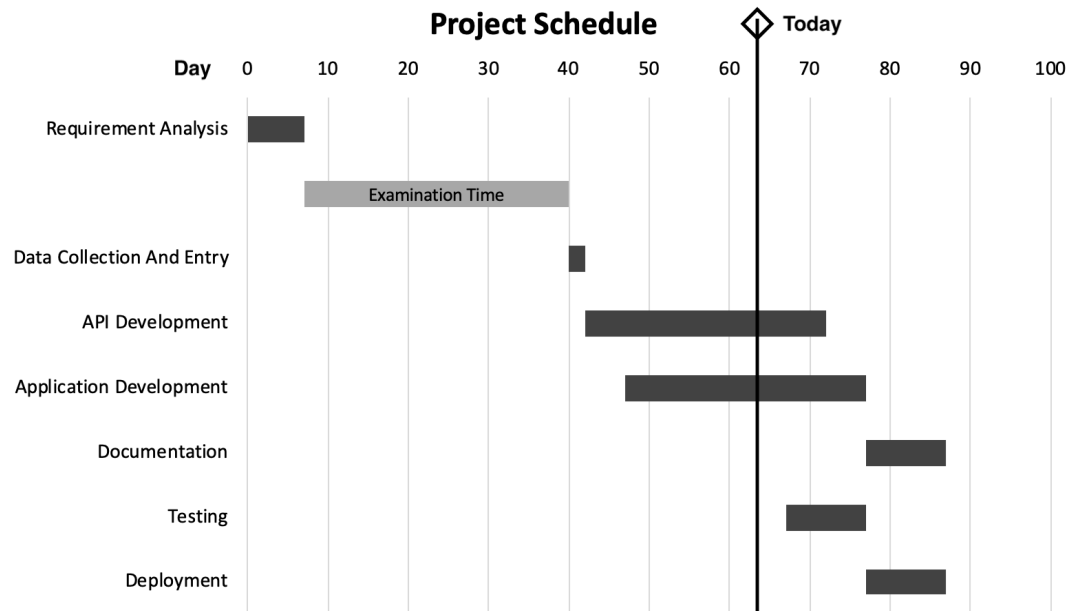 Project Schedule
Today
Day 0 10 20 30 40 50 60 70 80 90 100
Requirement Analysis
Examination Time
Data Collection And Entry
API Development
Application Development
Documentation
Testing
Deployment